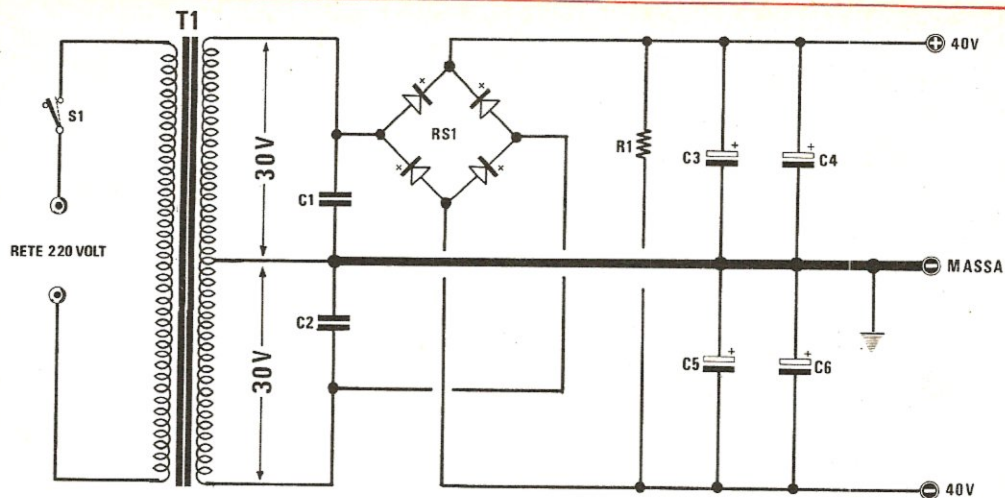 T1
S1
RETE 220 VOLT
30V
30V
C1
C2
RS1
R1
C3
C4
C5
C6
40V
MASSA
40V